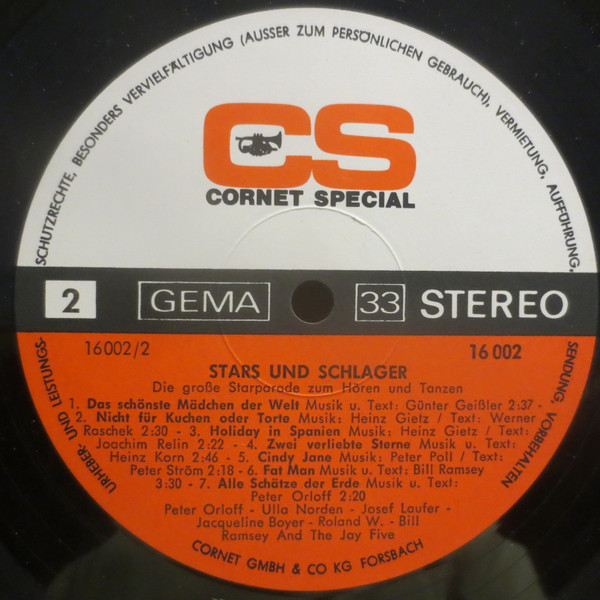 SCHUTZRECHTE, BESONDERS VERVIELFÄLTIGUNG (AUSSER ZUM PERSÖNLICHEN GEBRAUCH), VERMIETUNG, AUFFÜHRUNG,
CS
CORNET SPECIAL
2 GEMA 33 STEREO
16002/2 16 002
STARS UND SCHLAGER
Die große Starparade zum Hören und Tanzen
1. Das schönste Mädchen der Welt Musik u. Text: Günter Geißler 2:37 -
2. Nicht für Kuchen oder Torte Musik: Heinz Gietz / Text: Werner
Raschek 2:30 - 3. Holiday in Spanien Musik: Heinz Gietz / Text:
Joachim Relin 2:22 - 4. Zwei verliebte Sterne Musik u. Text:
Heinz Korn 2:46 - 5. Cindy Jane Musik: Peter Poll / Text:
Peter Ström 2:18 - 6. Fat Man Musik u. Text: Bill Ramsey
3:30 - 7. Alle Schätze der Erde Musik u. Text:
Peter Orloff 2:20
Peter Orloff - Ulla Norden - Josef Laufer -
Jacqueline Boyer - Roland W. - Bill
Ramsey And The Jay Five
CORNET GMBH & CO KG FORSBACH
URHEBER- UND LEISTUNGS-
SENDUNG VORBEHALTEN